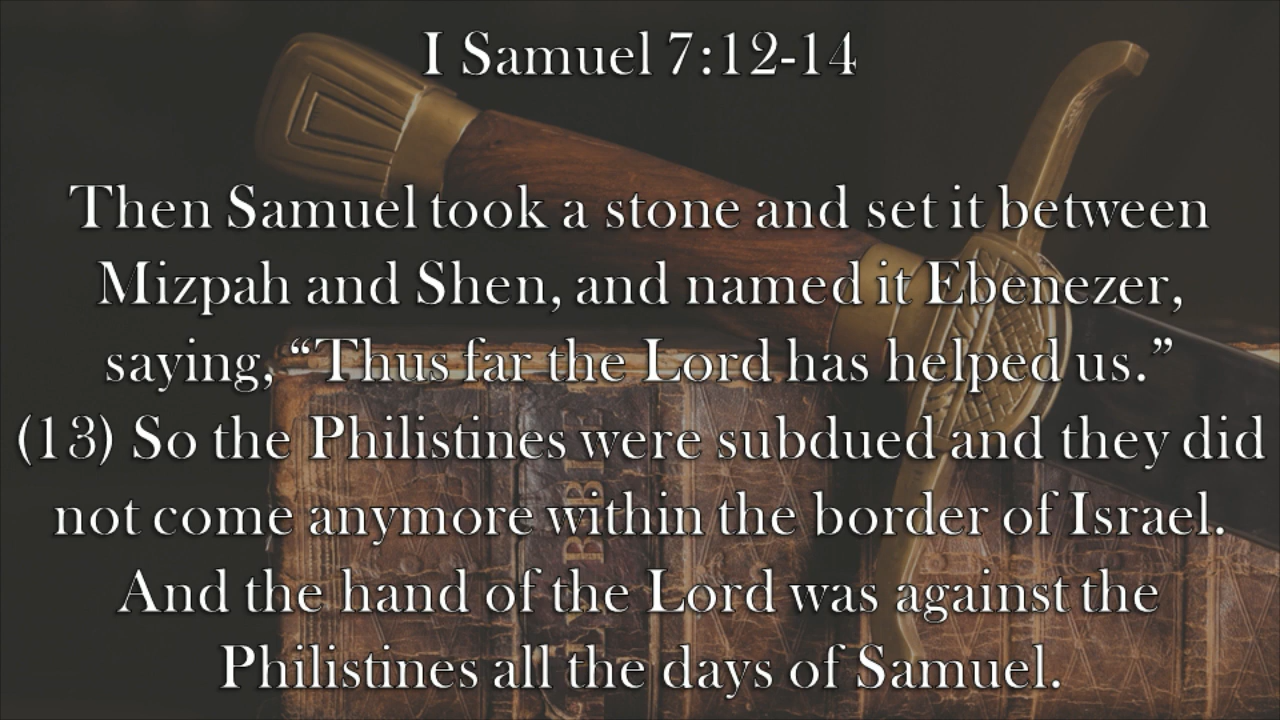 I Samuel 7:12-14
Then Samuel took a stone and set it between
Mizpah and Shen, and named it Ebenezer,
saying, “Thus far the Lord has helped us.”
(13) So the Philistines were subdued and they did
not come anymore within the border of Israel.
And the hand of the Lord was against the
Philistines all the days of Samuel.
BIBLE